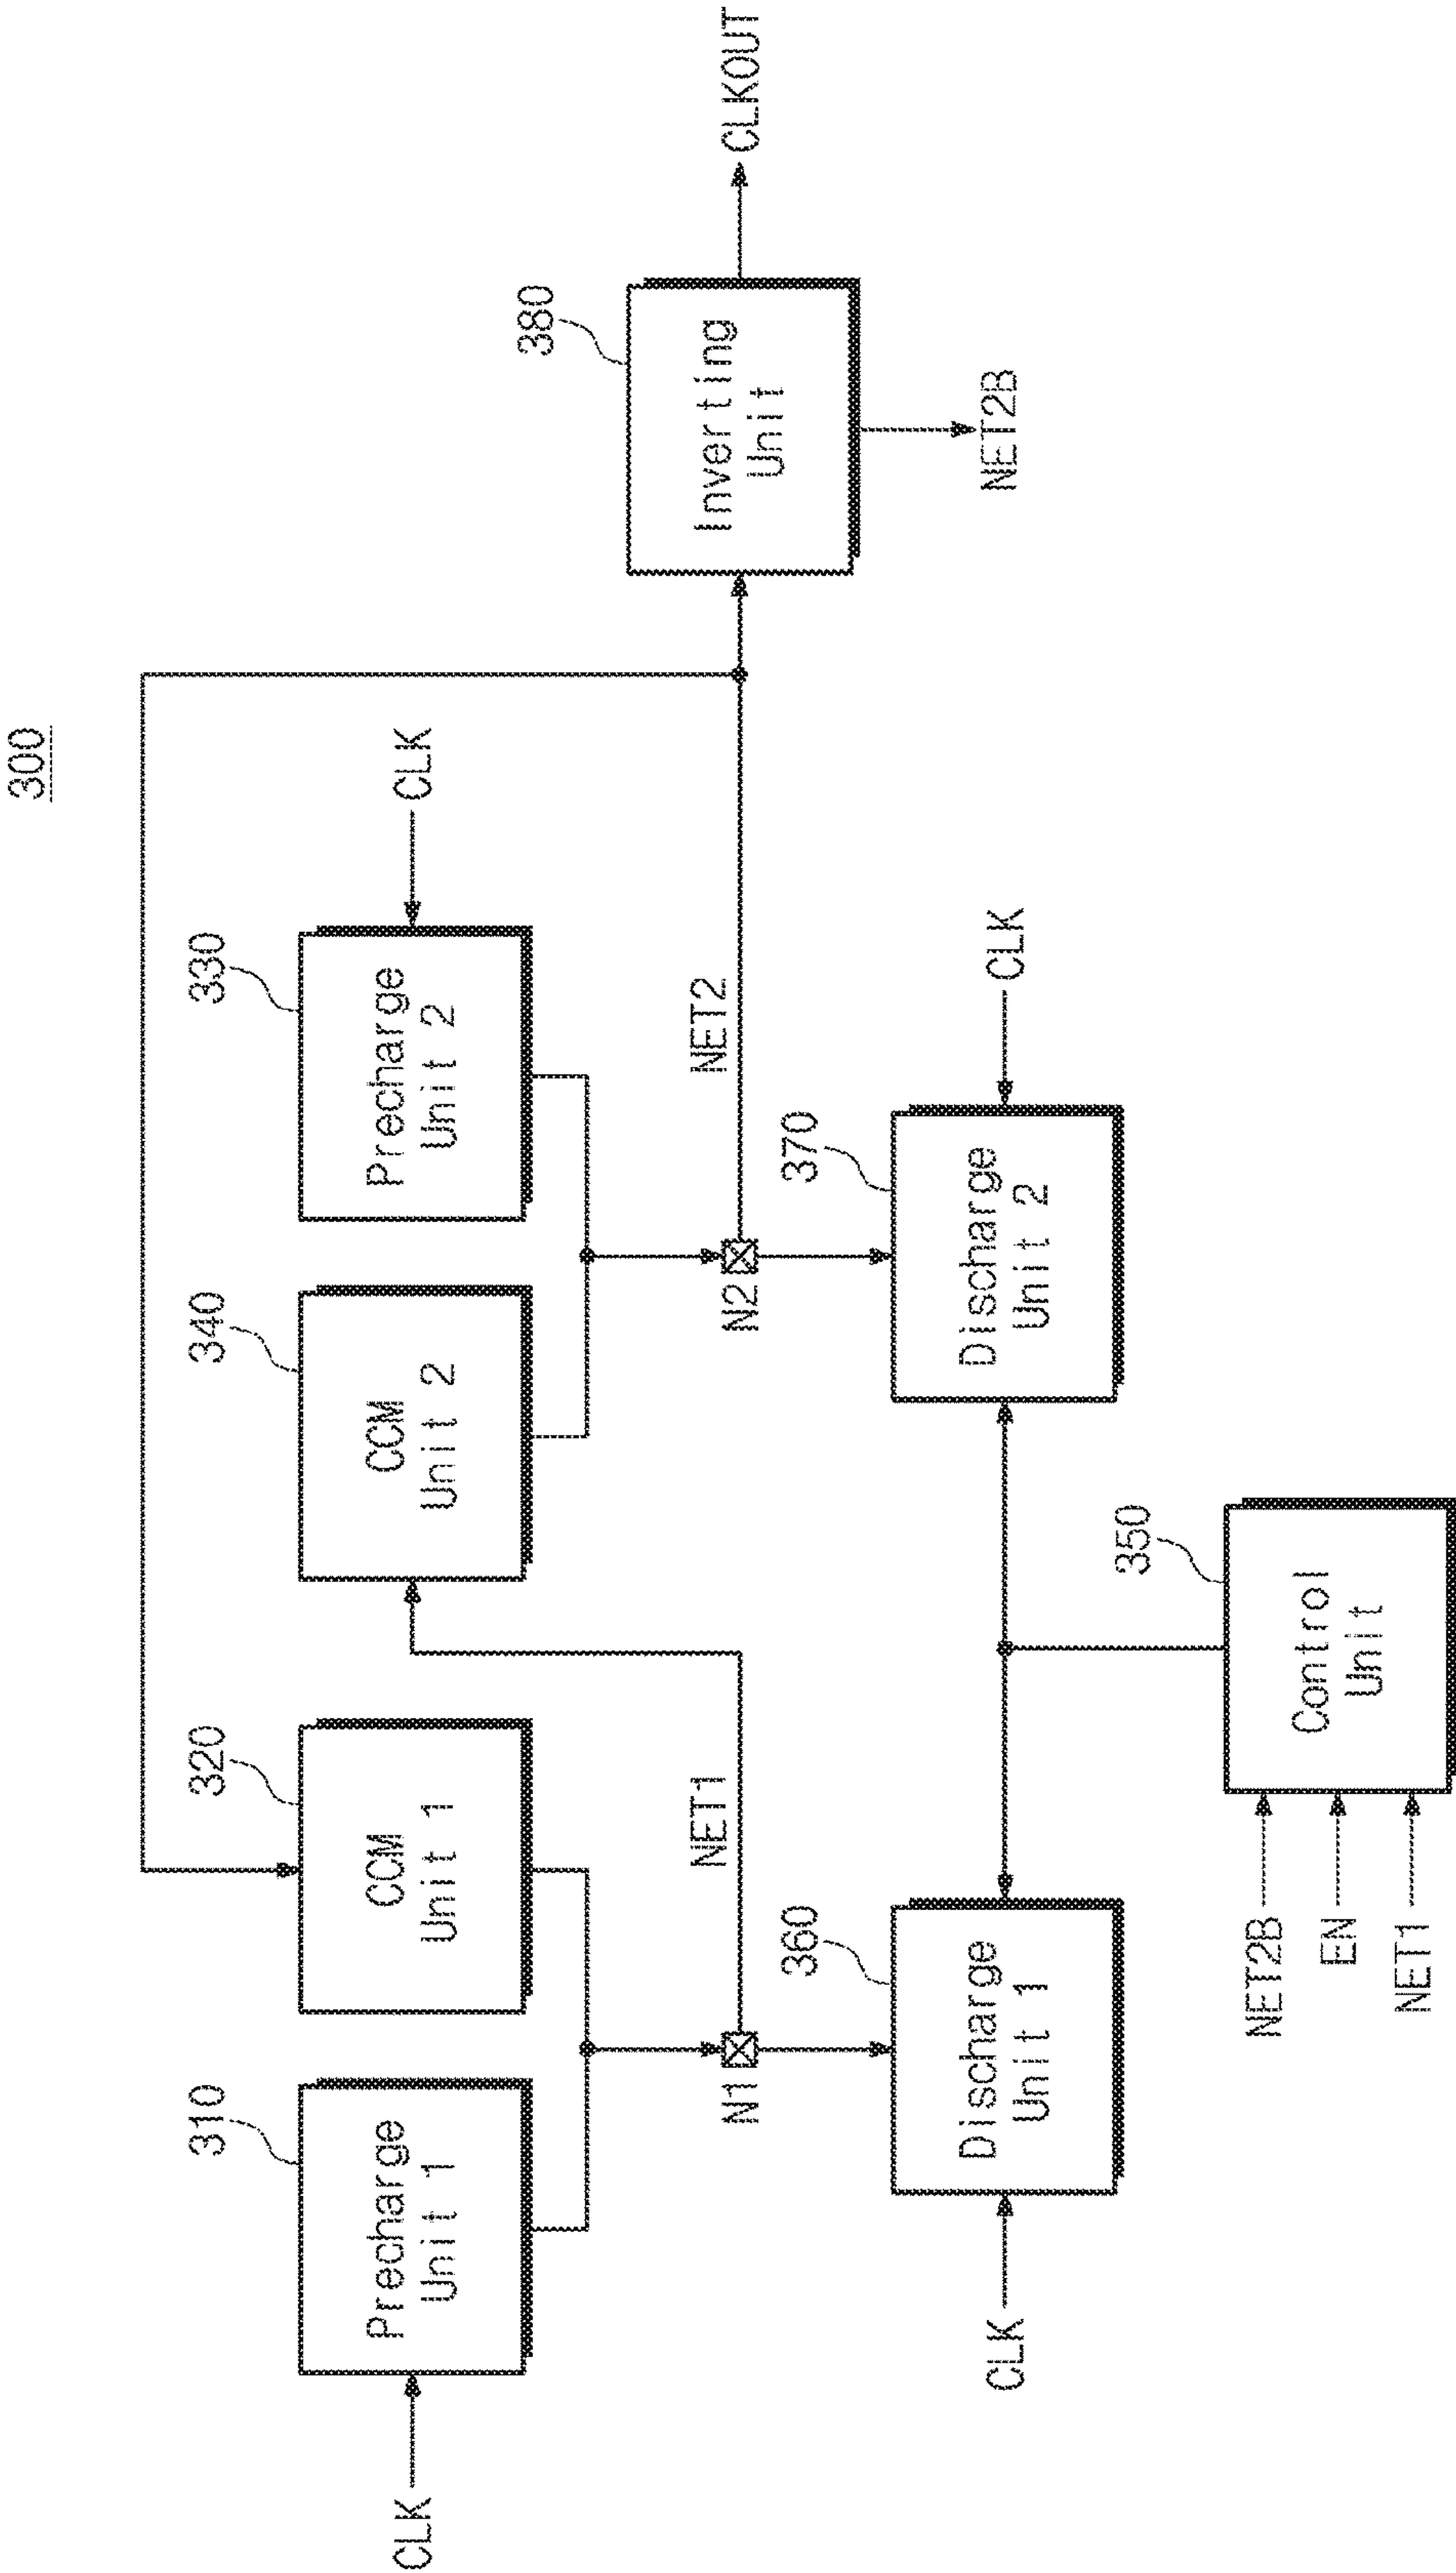 300
310
Precharge
Unit 1
CLK
320
CCM
Unit 1
340
CCM
Unit 2
330
Precharge
Unit 2
CLK
N1
NET1
N2
NET2
380
Inverting
Unit
CLKOUT
NET2B
360
Discharge
Unit 1
CLK
370
Discharge
Unit 2
CLK
350
Control
Unit
NET2B
EN
NET1